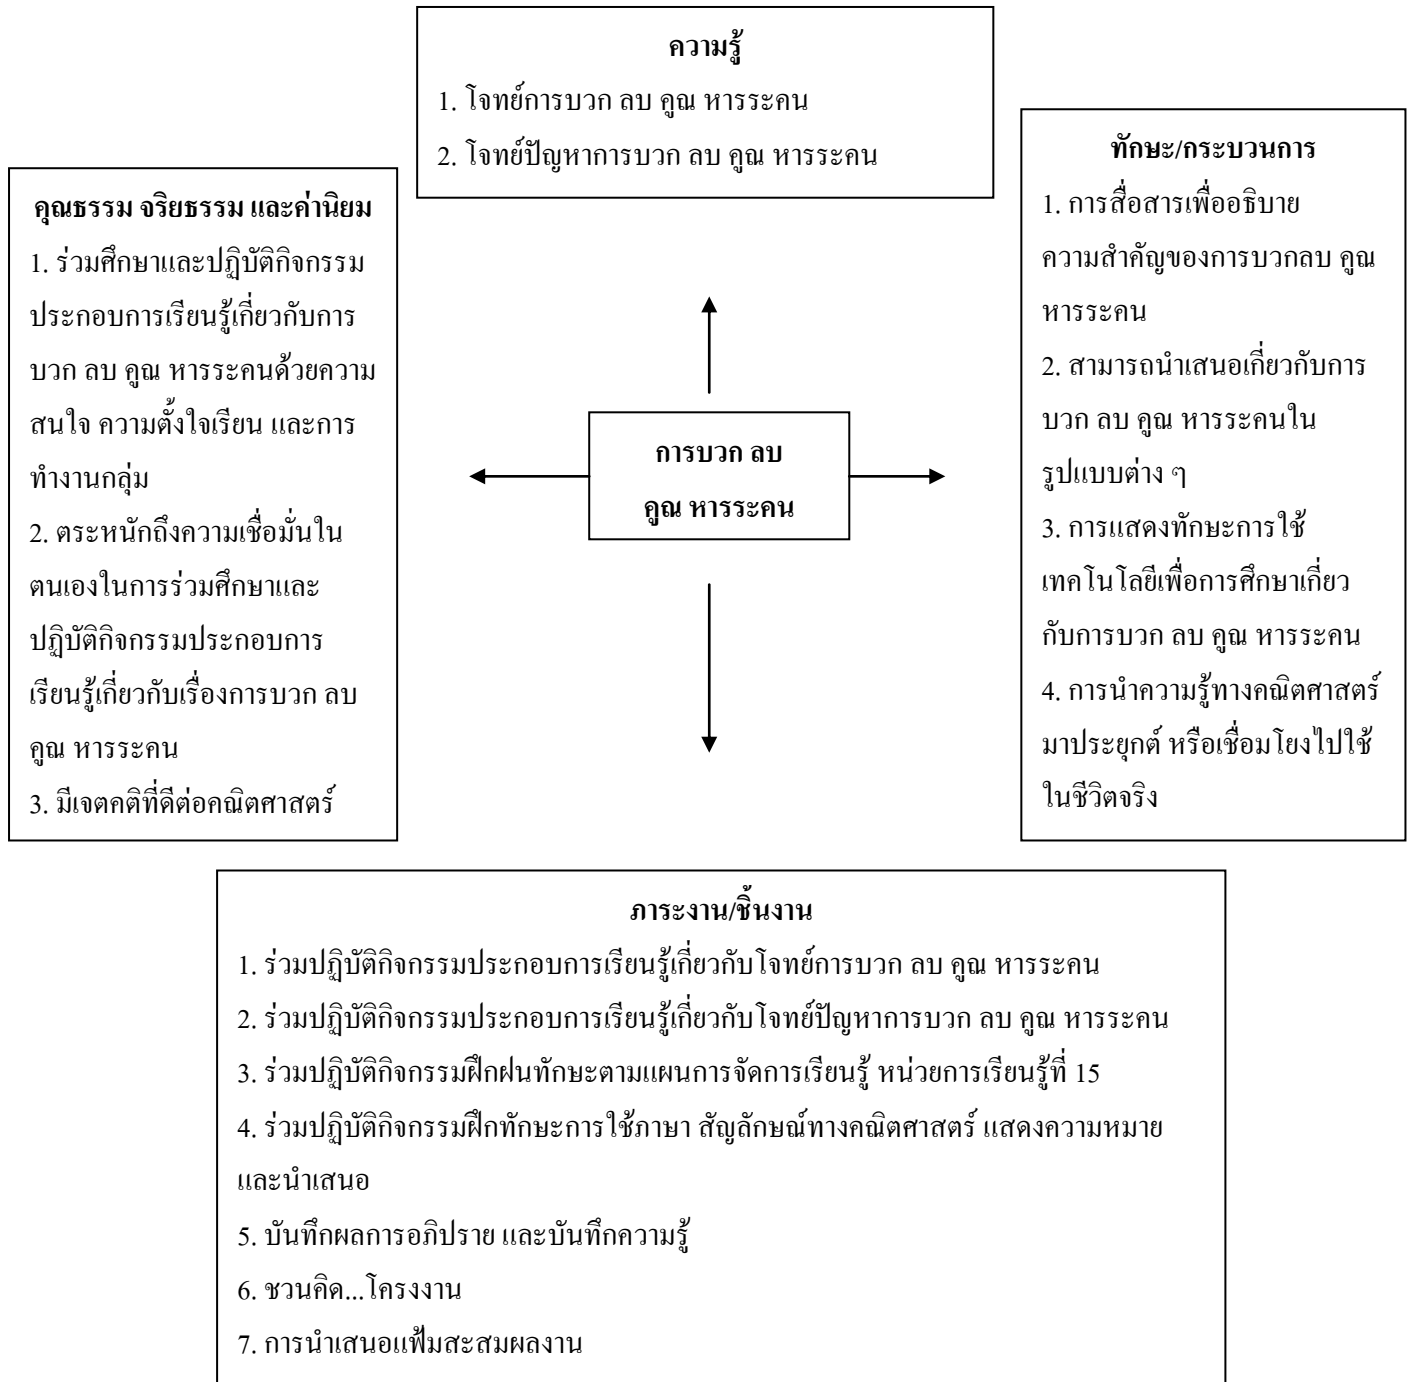 ความรู้
1. โจทย์การบวก ลบ คูณ หารระคน
2. โจทย์ปัญหาการบวก ลบ คูณ หารระคน
คุณธรรม จริยธรรม และค่านิยม
1. ร่วมศึกษาและปฏิบัติกิจกรรม
ประกอบการเรียนรู้เกี่ยวกับการ
บวก ลบ คูณ หารระคนด้วยความ
สนใจ ความตั้งใจเรียน และการ
ทำงานกลุ่ม
2. ตระหนักถึงความเชื่อมั่นใน
ตนเองในการร่วมศึกษาและ
ปฏิบัติกิจกรรมประกอบการ
เรียนรู้เกี่ยวกับเรื่องการบวก ลบ
คูณ หารระคน
3. มีเจตคติที่ดีต่อคณิตศาสตร์
การบวก ลบ
คูณ หารระคน
ทักษะ/กระบวนการ
1. การสื่อสารเพื่ออธิบาย
ความสำคัญของการบวกลบ คูณ
หารระคน
2. สามารถนำเสนอเกี่ยวกับการ
บวก ลบ คูณ หารระคนใน
รูปแบบต่าง ๆ
3. การแสดงทักษะการใช้
เทคโนโลยีเพื่อการศึกษาเกี่ยว
กับการบวก ลบ คูณ หารระคน
4. การนำความรู้ทางคณิตศาสตร์
มาประยุกต์ หรือเชื่อมโยงไปใช้
ในชีวิตจริง
ภาระงาน/ชิ้นงาน
1. ร่วมปฏิบัติกิจกรรมประกอบการเรียนรู้เกี่ยวกับโจทย์การบวก ลบ คูณ หารระคน
2. ร่วมปฏิบัติกิจกรรมประกอบการเรียนรู้เกี่ยวกับโจทย์ปัญหาการบวก ลบ คูณ หารระคน
3. ร่วมปฏิบัติกิจกรรมฝึกฝนทักษะตามแผนการจัดการเรียนรู้ หน่วยการเรียนรู้ที่ 15
4. ร่วมปฏิบัติกิจกรรมฝึกทักษะการใช้ภาษา สัญลักษณ์ทางคณิตศาสตร์ แสดงความหมาย
และนำเสนอ
5. บันทึกผลการอภิปราย และบันทึกความรู้
6. ชวนคิด...โครงงาน
7. การนำเสนอแฟ้มสะสมผลงาน